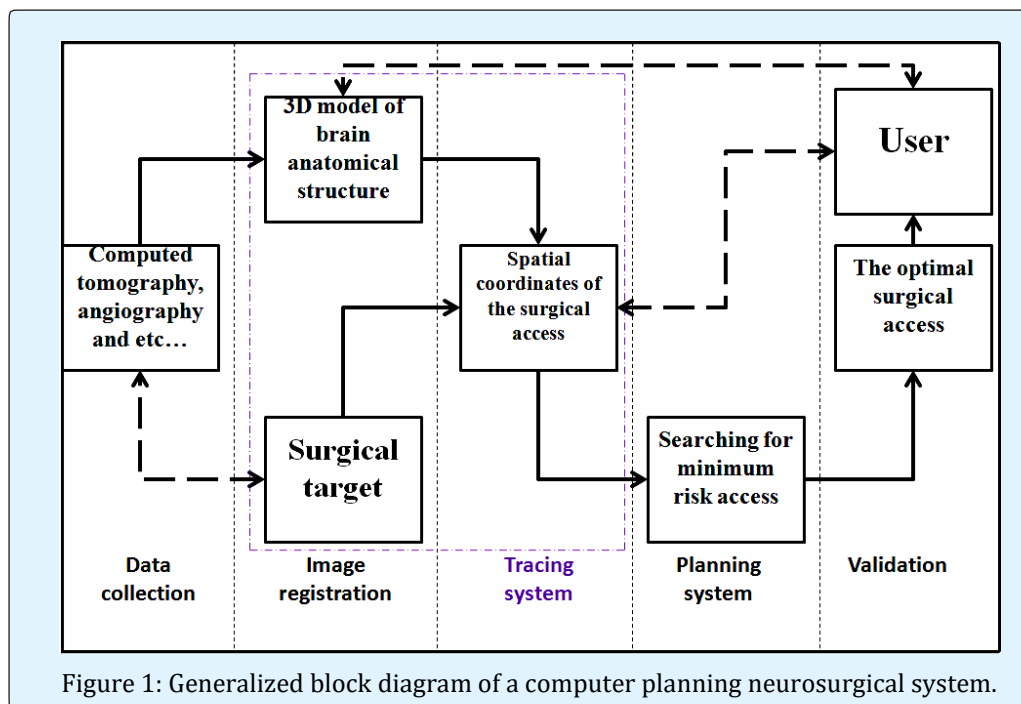 3D model of
brain
anatomical
structure
User
Computed
tomography,
angiography
and etc...
Spatial
coordinates of
the surgical
access
The optimal
surgical
access
Surgical
target
Searching for
minimum
risk access
Data
collection
Image
registration
Tracing
system
Planning
system
Validation
Figure 1: Generalized block diagram of a computer planning neurosurgical system.